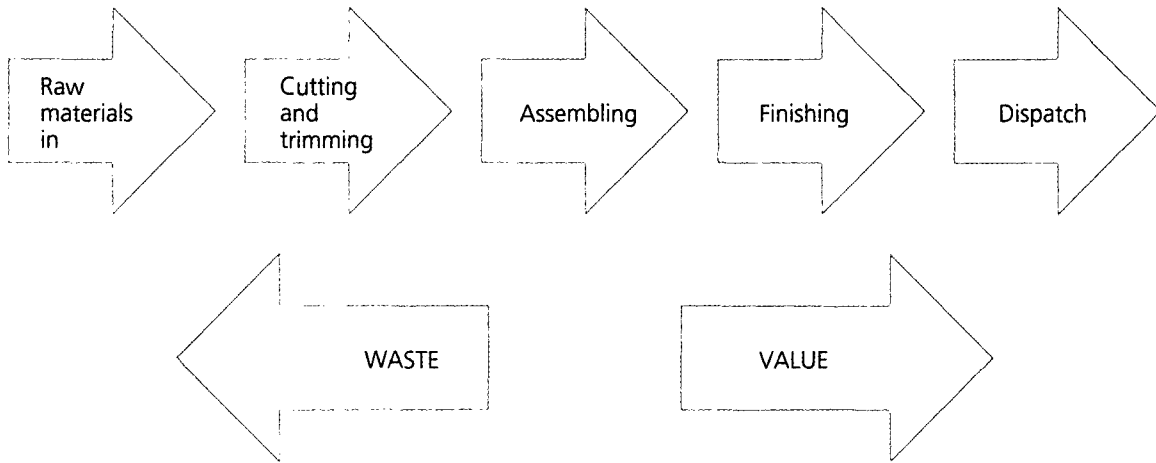 Raw
materials
in
Cutting
and
trimming
Assembling
Finishing
Dispatch
WASTE
VALUE